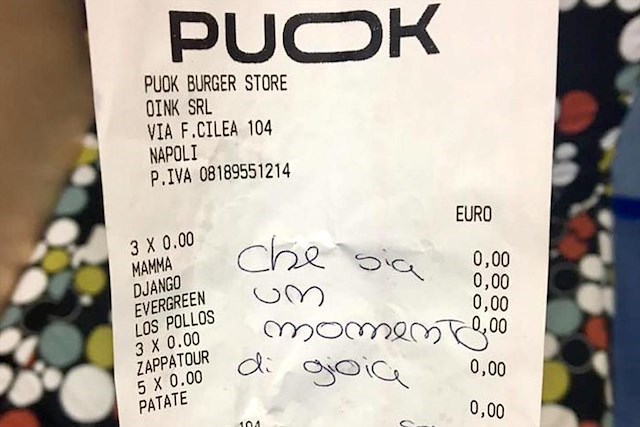 PUOK
PUOK BURGER STORE
OINK SRL
VIA F.CILEA 104
NAPOLI
P.IVA 08189551214
EURO
3 X 0.00
MAMMA 0,00
DJANGO 0,00
EVERGREEN 0,00
LOS POLLOS 0,00
3 X 0.00
ZAPPATOUR 0,00
5 X 0.00
PATATE 0,00
Che sia
un
momento
di gioia
104